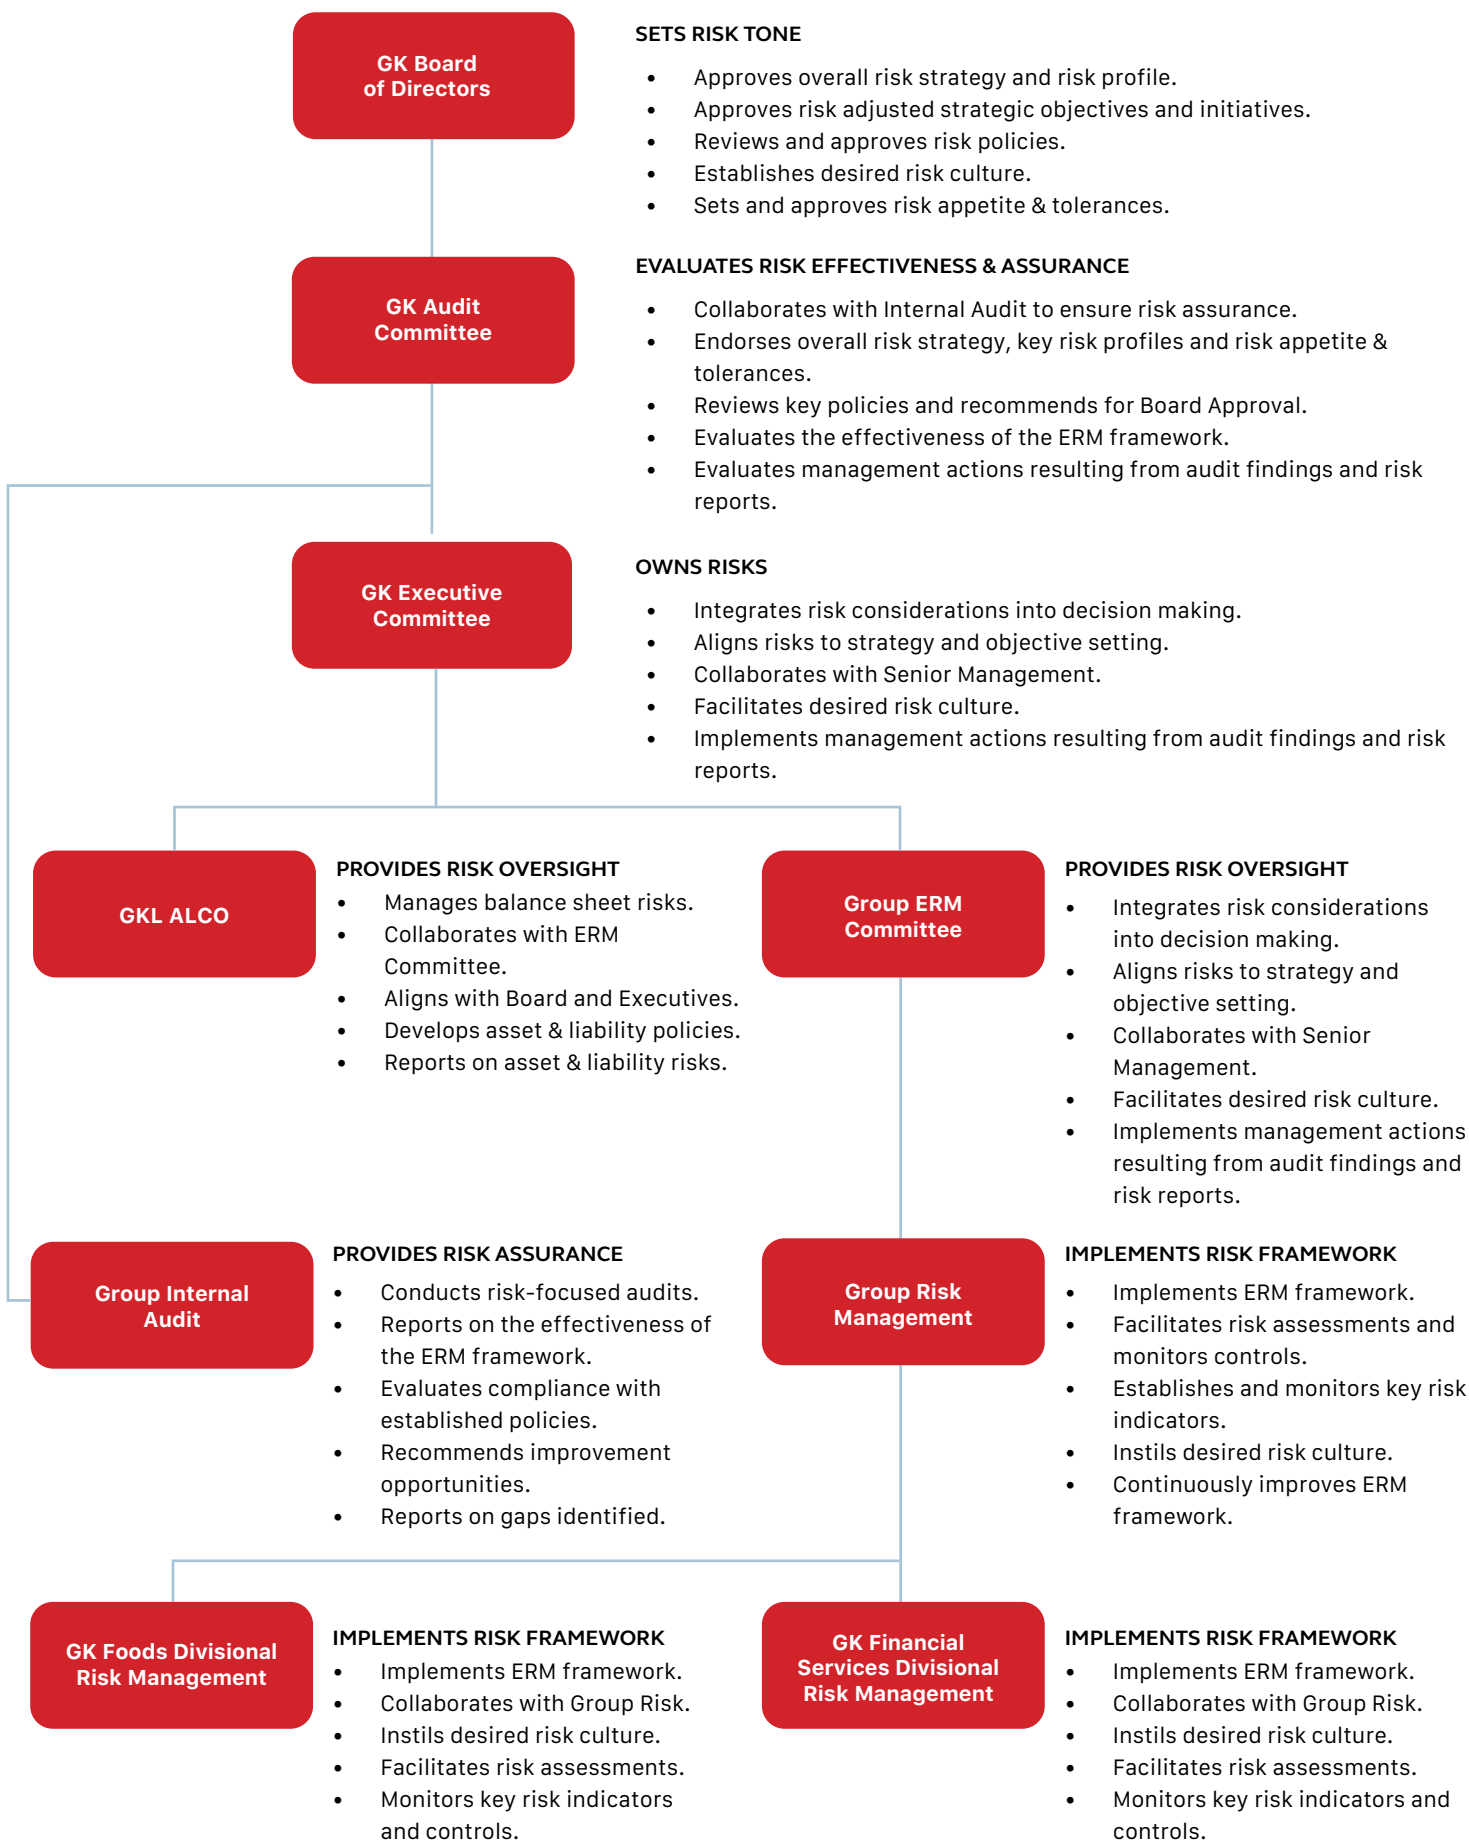 GK Board
of Directors
SETS RISK TONE
• Approves overall risk strategy and risk profile.
• Approves risk adjusted strategic objectives and initiatives.
• Reviews and approves risk policies.
• Establishes desired risk culture.
• Sets and approves risk appetite & tolerances.
GK Audit
Committee
EVALUATES RISK EFFECTIVENESS & ASSURANCE
• Collaborates with Internal Audit to ensure risk assurance.
• Endorses overall risk strategy, key risk profiles and risk appetite &
tolerances.
• Reviews key policies and recommends for Board Approval.
• Evaluates the effectiveness of the ERM framework.
• Evaluates management actions resulting from audit findings and risk
reports.
GK Executive
Committee
OWNS RISKS
• Integrates risk considerations into decision making.
• Aligns risks to strategy and objective setting.
• Collaborates with Senior Management.
• Facilitates desired risk culture.
• Implements management actions resulting from audit findings and risk
reports.
GKL ALCO
PROVIDES RISK OVERSIGHT
• Manages balance sheet risks.
• Collaborates with ERM
Committee.
• Aligns with Board and Executives.
• Develops asset & liability policies.
• Reports on asset & liability risks.
Group ERM
Committee
PROVIDES RISK OVERSIGHT
• Integrates risk considerations
into decision making.
• Aligns risks to strategy and
objective setting.
• Collaborates with Senior
Management.
• Facilitates desired risk culture.
• Implements management actions
resulting from audit findings and
risk reports.
Group Internal
Audit
PROVIDES RISK ASSURANCE
• Conducts risk-focused audits.
• Reports on the effectiveness of
the ERM framework.
• Evaluates compliance with
established policies.
• Recommends improvement
opportunities.
• Reports on gaps identified.
Group Risk
Management
IMPLEMENTS RISK FRAMEWORK
• Implements ERM framework.
• Facilitates risk assessments and
monitors controls.
• Establishes and monitors key risk
indicators.
• Instils desired risk culture.
• Continuously improves ERM
framework.
GK Foods Divisional
Risk Management
IMPLEMENTS RISK FRAMEWORK
• Implements ERM framework.
• Collaborates with Group Risk.
• Instils desired risk culture.
• Facilitates risk assessments.
• Monitors key risk indicators
and controls.
GK Financial
Services Divisional
Risk Management
IMPLEMENTS RISK FRAMEWORK
• Implements ERM framework.
• Collaborates with Group Risk.
• Instils desired risk culture.
• Facilitates risk assessments.
• Monitors key risk indicators and
controls.